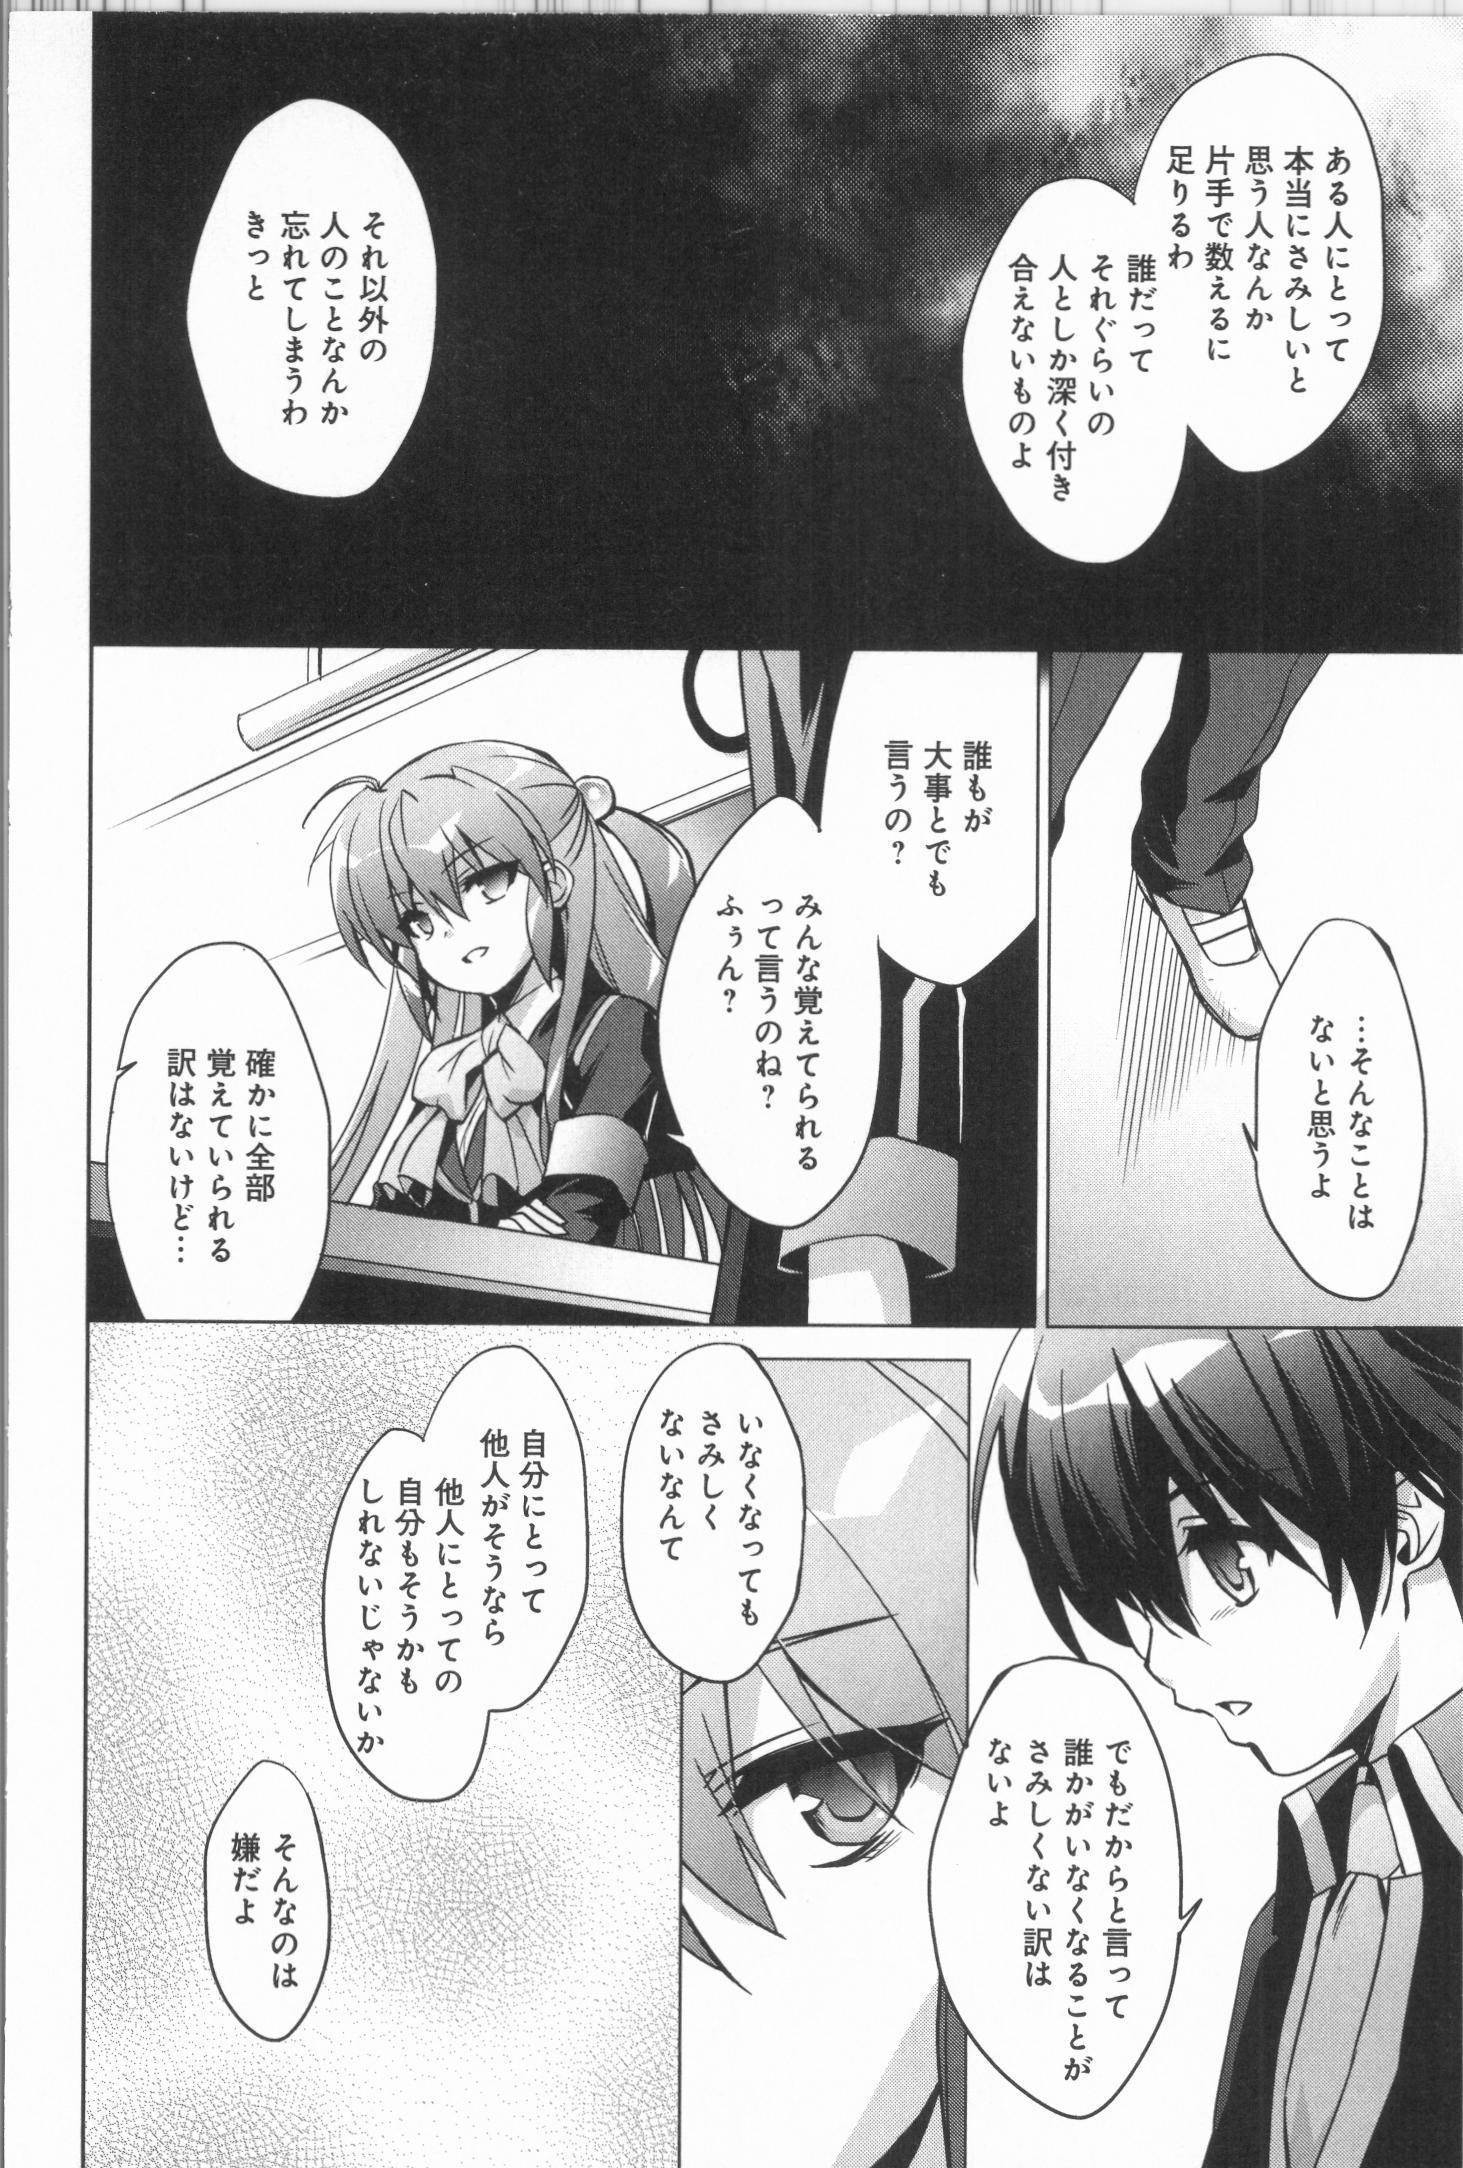 ある人にとって
本当にさみしいと
思う人なんか
片手で数えるに
足りるわ
誰だって
それぐらいの
人としか深く付き
合えないものよ
それ以外の
人のことなんか
忘れてしまうわ
きっと
…そんなことは
ないと思うよ
誰もが
大事とでも
言うの?
みんな覚えてられる
って言うのね?
ふぅん?
確かに全部
覚えていられる
訳はないけど…
でもだからと言って
誰かがいなくなることが
さみしくない訳は
ないよ
いなくなっても
さみしく
ないなんて
自分にとって
他人がそうなら
他人にとっての
自分もそうかも
しれないじゃないか
そんなのは
嫌だよ